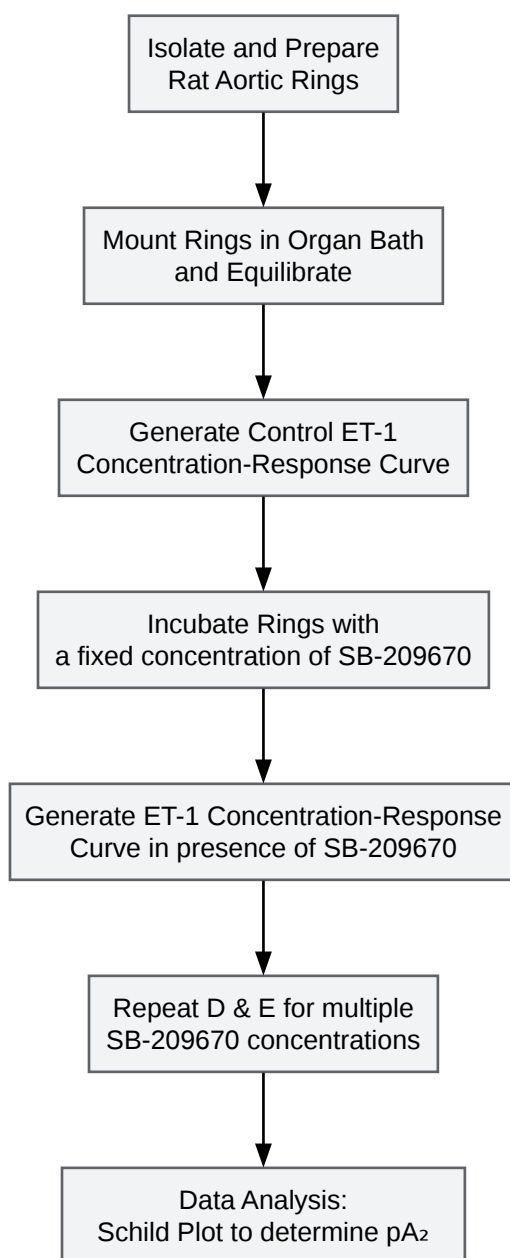 Isolate and Prepare
Rat Aortic Rings
Mount Rings in Organ Bath
and Equilibrate
Generate Control ET-1
Concentration-Response Curve
Incubate Rings with
a fixed concentration of SB-209670
Generate ET-1 Concentration-Response
Curve in presence of SB-209670
Repeat D & E for multiple
SB-209670 concentrations
Data Analysis:
Schild Plot to determine pA₂